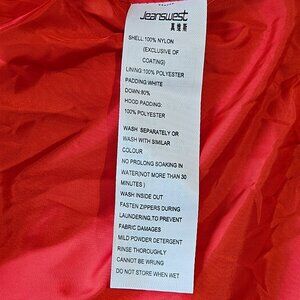 Jeanswest
真维斯
SHELL:100% NYLON
(EXCLUSIVE OF
COATING)
LINING:100% POLYESTER
PADDING:WHITE
DOWN:80%
HOOD PADDING:
100% POLYESTER
WASH SEPARATELY OR
WASH WITH SIMILAR
COLOUR
NO PROLONG SOAKING IN
WATER(NOT MORE THAN 30
MINUTES )
WASH INSIDE OUT
FASTEN ZIPPERS DURING
LAUNDERING,TO PREVENT
FABRIC DAMAGES
MILD POWDER DETERGENT
RINSE THOROUGHLY
CANNOT BE WRUNG
DO NOT STORE WHEN WET